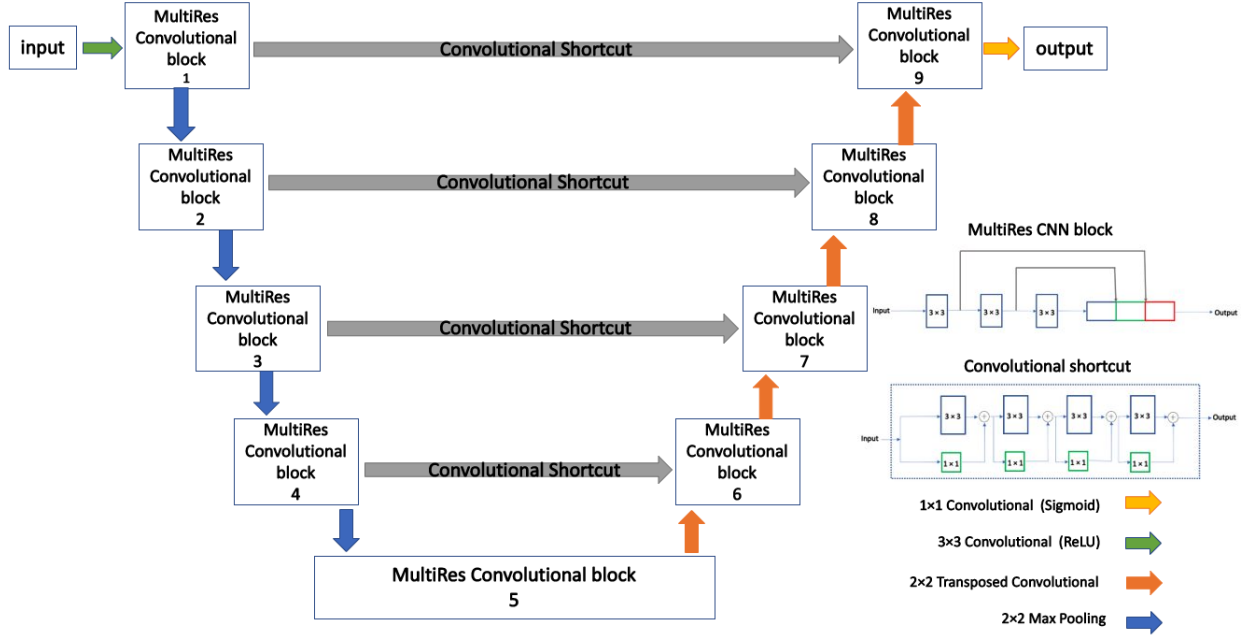 input
MultiRes
Convolutional
block
1
Convolutional Shortcut
MultiRes
Convolutional
block
9
output
MultiRes
Convolutional
block
2
Convolutional Shortcut
MultiRes
Convolutional
block
8
MultiRes
Convolutional
block
3
Convolutional Shortcut
MultiRes
Convolutional
block
7
MultiRes
Convolutional
block
4
Convolutional Shortcut
MultiRes
Convolutional
block
6
MultiRes Convolutional block
5
MultiRes CNN block
Input
3 × 3
3 × 3
3 × 3
Output
Convolutional shortcut
Input
3 × 3
+
3 × 3
+
3 × 3
+
3 × 3
+
Output
1 × 1
1 × 1
1 × 1
1 × 1
1×1 Convolutional (Sigmoid)
3×3 Convolutional (ReLU)
2×2 Transposed Convolutional
2×2 Max Pooling